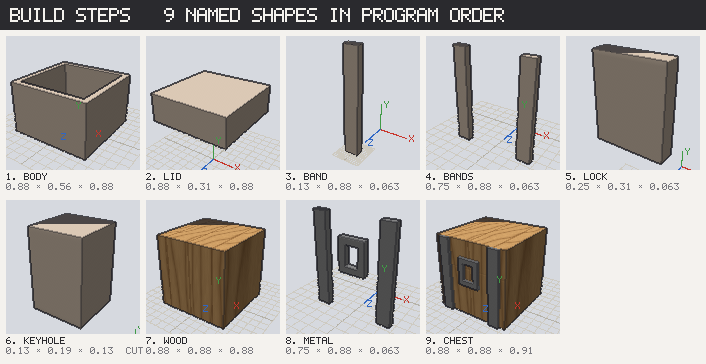 BUILD STEPS 9 NAMED SHAPES IN PROGRAM ORDER
Y
X
Z
Y
X
Z
Y
X
Z
Y
X
Z
Y
1. BODY
0.88 × 0.56 × 0.88
2. LID
0.88 × 0.31 × 0.88
3. BAND
0.13 × 0.88 × 0.063
4. BANDS
0.75 × 0.88 × 0.063
5. LOCK
0.25 × 0.31 × 0.063
Y
X
Y
X
Z
Y
X
6. KEYHOLE
0.13 × 0.19 × 0.13 CUT
7. WOOD
0.88 × 0.88 × 0.88
8. METAL
0.75 × 0.88 × 0.063
9. CHEST
0.88 × 0.88 × 0.91